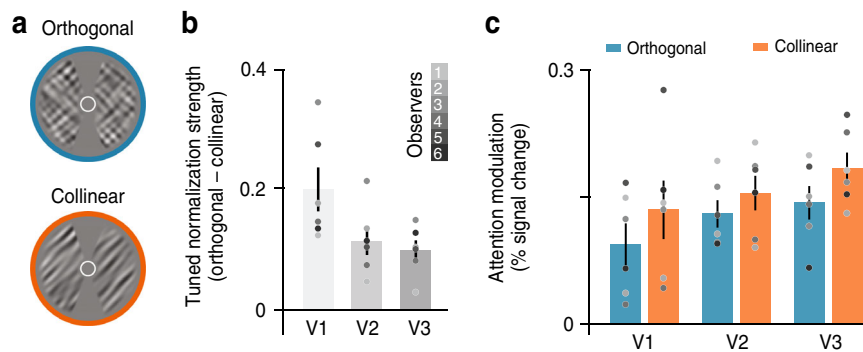 a
Orthogonal
Collinear
b
Tuned normalization strength
(orthogonal – collinear)
0.4
0.2
0
V1 V2 V3
Observers
1
2
3
4
5
6
c
Orthogonal Collinear
Attention modulation
(% signal change)
0.3
0
V1 V2 V3